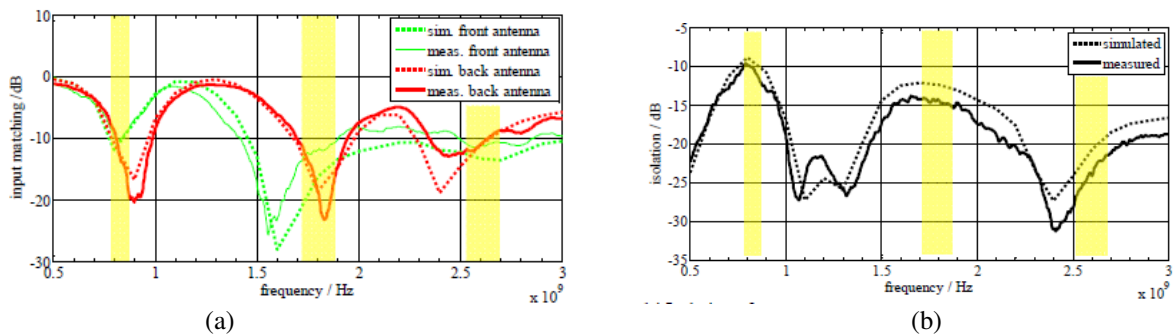 10
0
-10
-20
-30
input matching / dB
sim. front antenna
meas. front antenna
sim. back antenna
meas. back antenna
0.5
1
1.5
2
2.5
3
frequency / Hz
x 10^9
(a)
-5
-10
-15
-20
-25
-30
-35
isolation / dB
simulated
measured
0.5
1
1.5
2
2.5
3
frequency / Hz
x 10^9
(b)